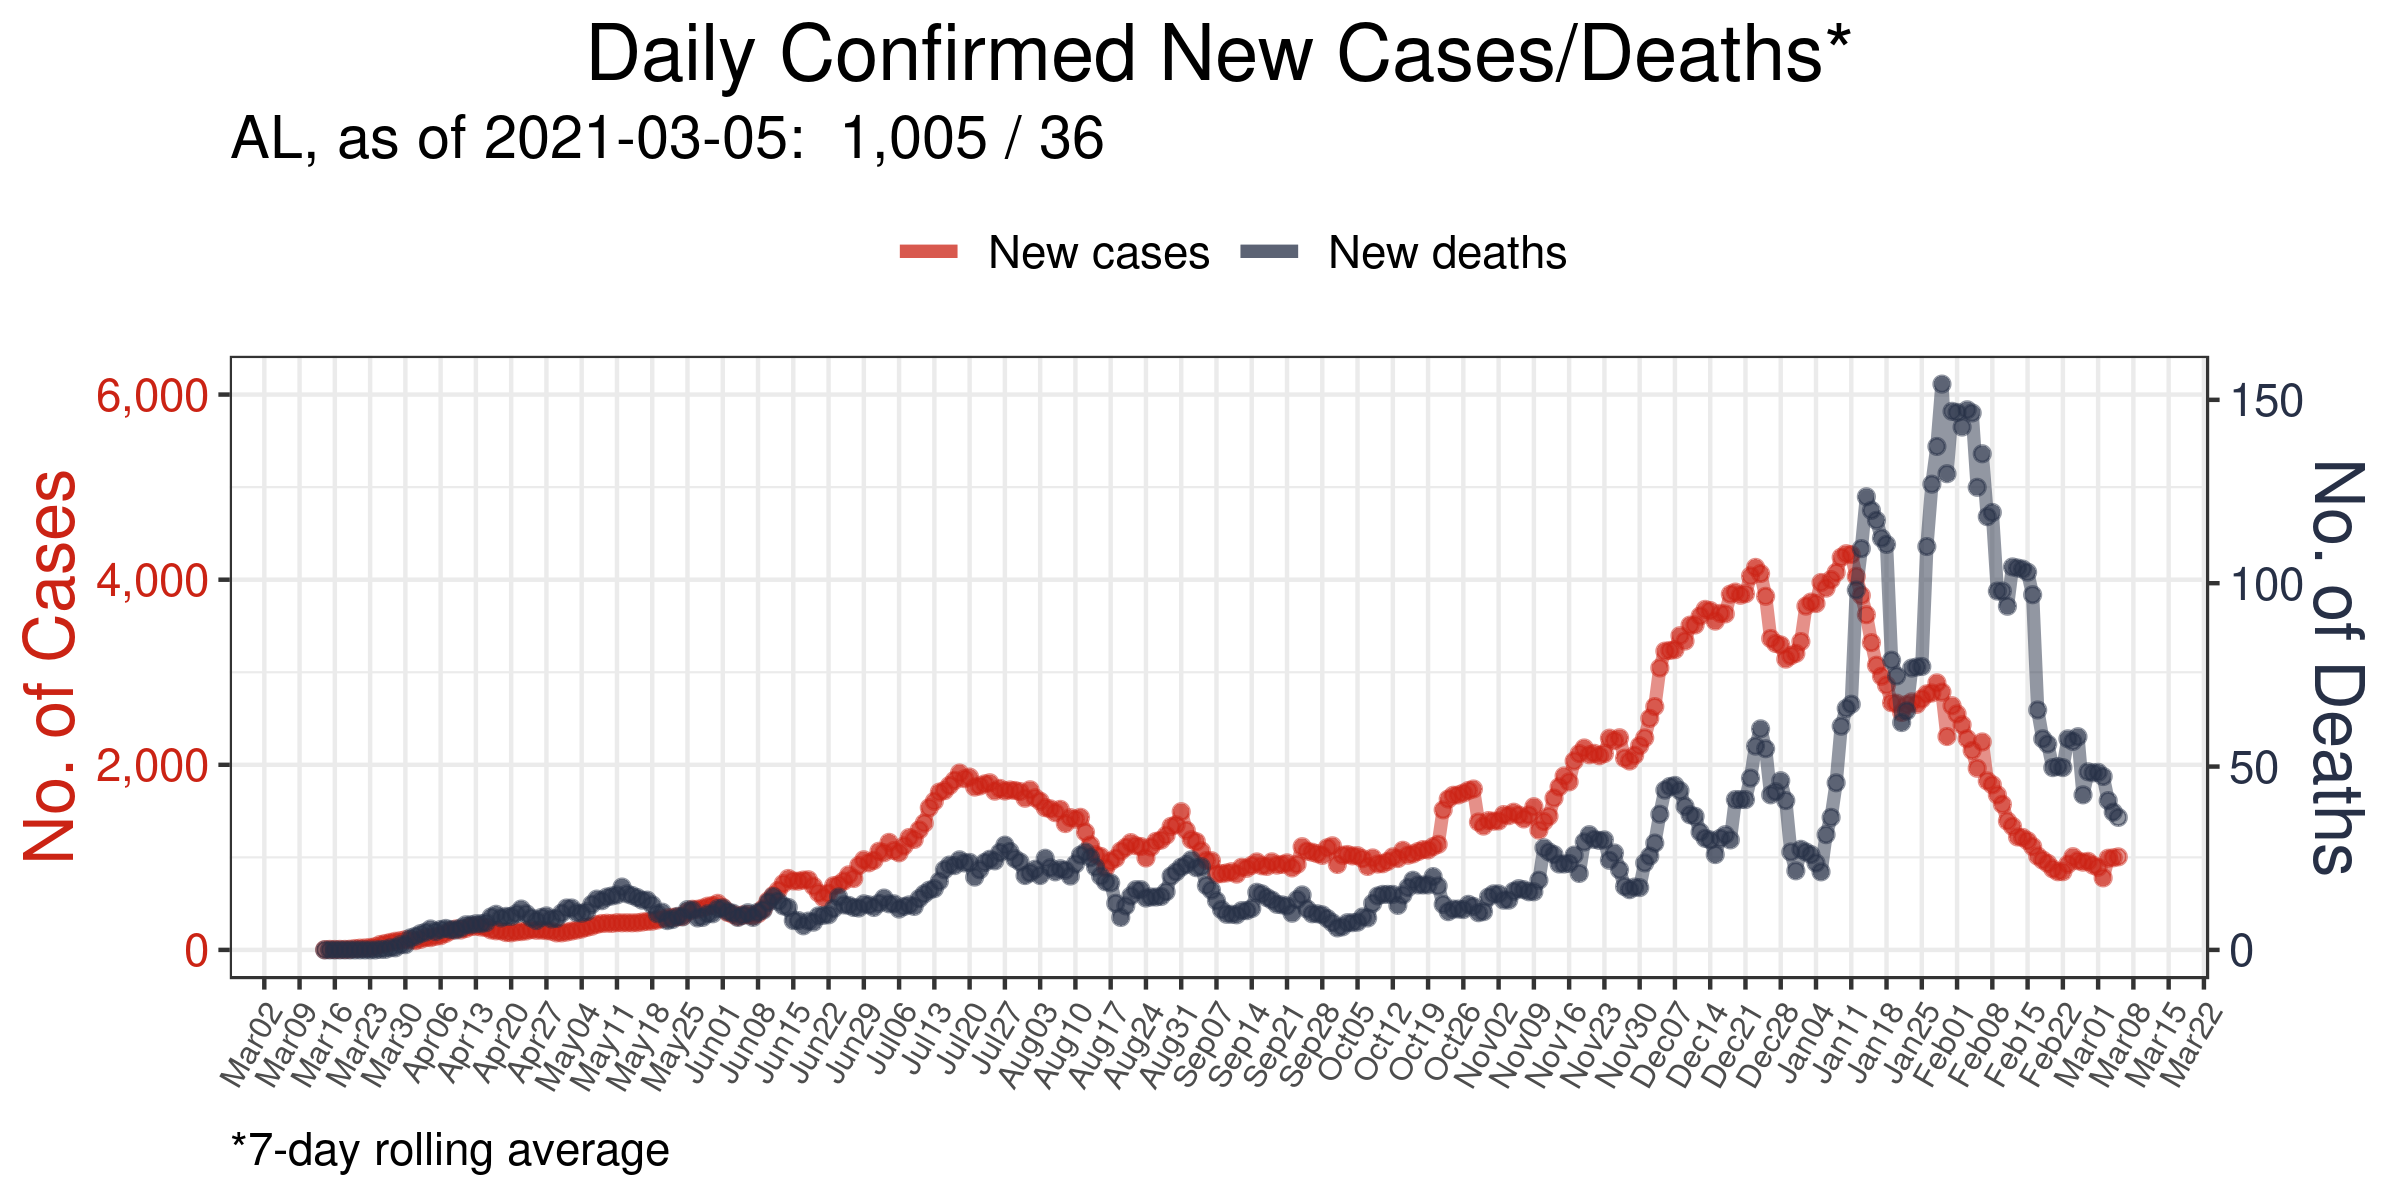 Daily Confirmed New Cases/Deaths*
AL, as of 2021-03-05:  1,005 / 36
New cases
New deaths
No. of Cases
6,000
4,000
2,000
0
150
100
50
0
No. of Deaths
Mar02
Mar09
Mar16
Mar23
Mar30
Apr06
Apr13
Apr20
Apr27
May04
May11
May18
May25
Jun01
Jun08
Jun15
Jun22
Jun29
Jul06
Jul13
Jul20
Jul27
Aug03
Aug10
Aug17
Aug24
Aug31
Sep07
Sep14
Sep21
Sep28
Oct05
Oct12
Oct19
Oct26
Nov02
Nov09
Nov16
Nov23
Nov30
Dec07
Dec14
Dec21
Dec28
Jan04
Jan11
Jan18
Jan25
Feb01
Feb08
Feb15
Feb22
Mar01
Mar08
Mar15
Mar22
*7-day rolling average